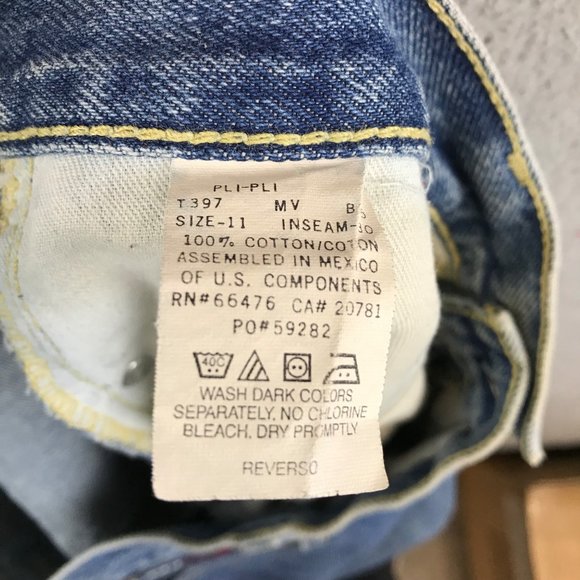 PLI-PLI
T397 MV
SIZE-11 INSEAM-30
100% COTTON/COTON
ASSEMBLED IN MEXICO
OF U.S. COMPONENTS
RN#66476 CA# 20781
PO#59282
40C
WASH DARK COLORS
SEPARATELY. NO CHLORINE
BLEACH. DRY PROMPTLY
REVERSO